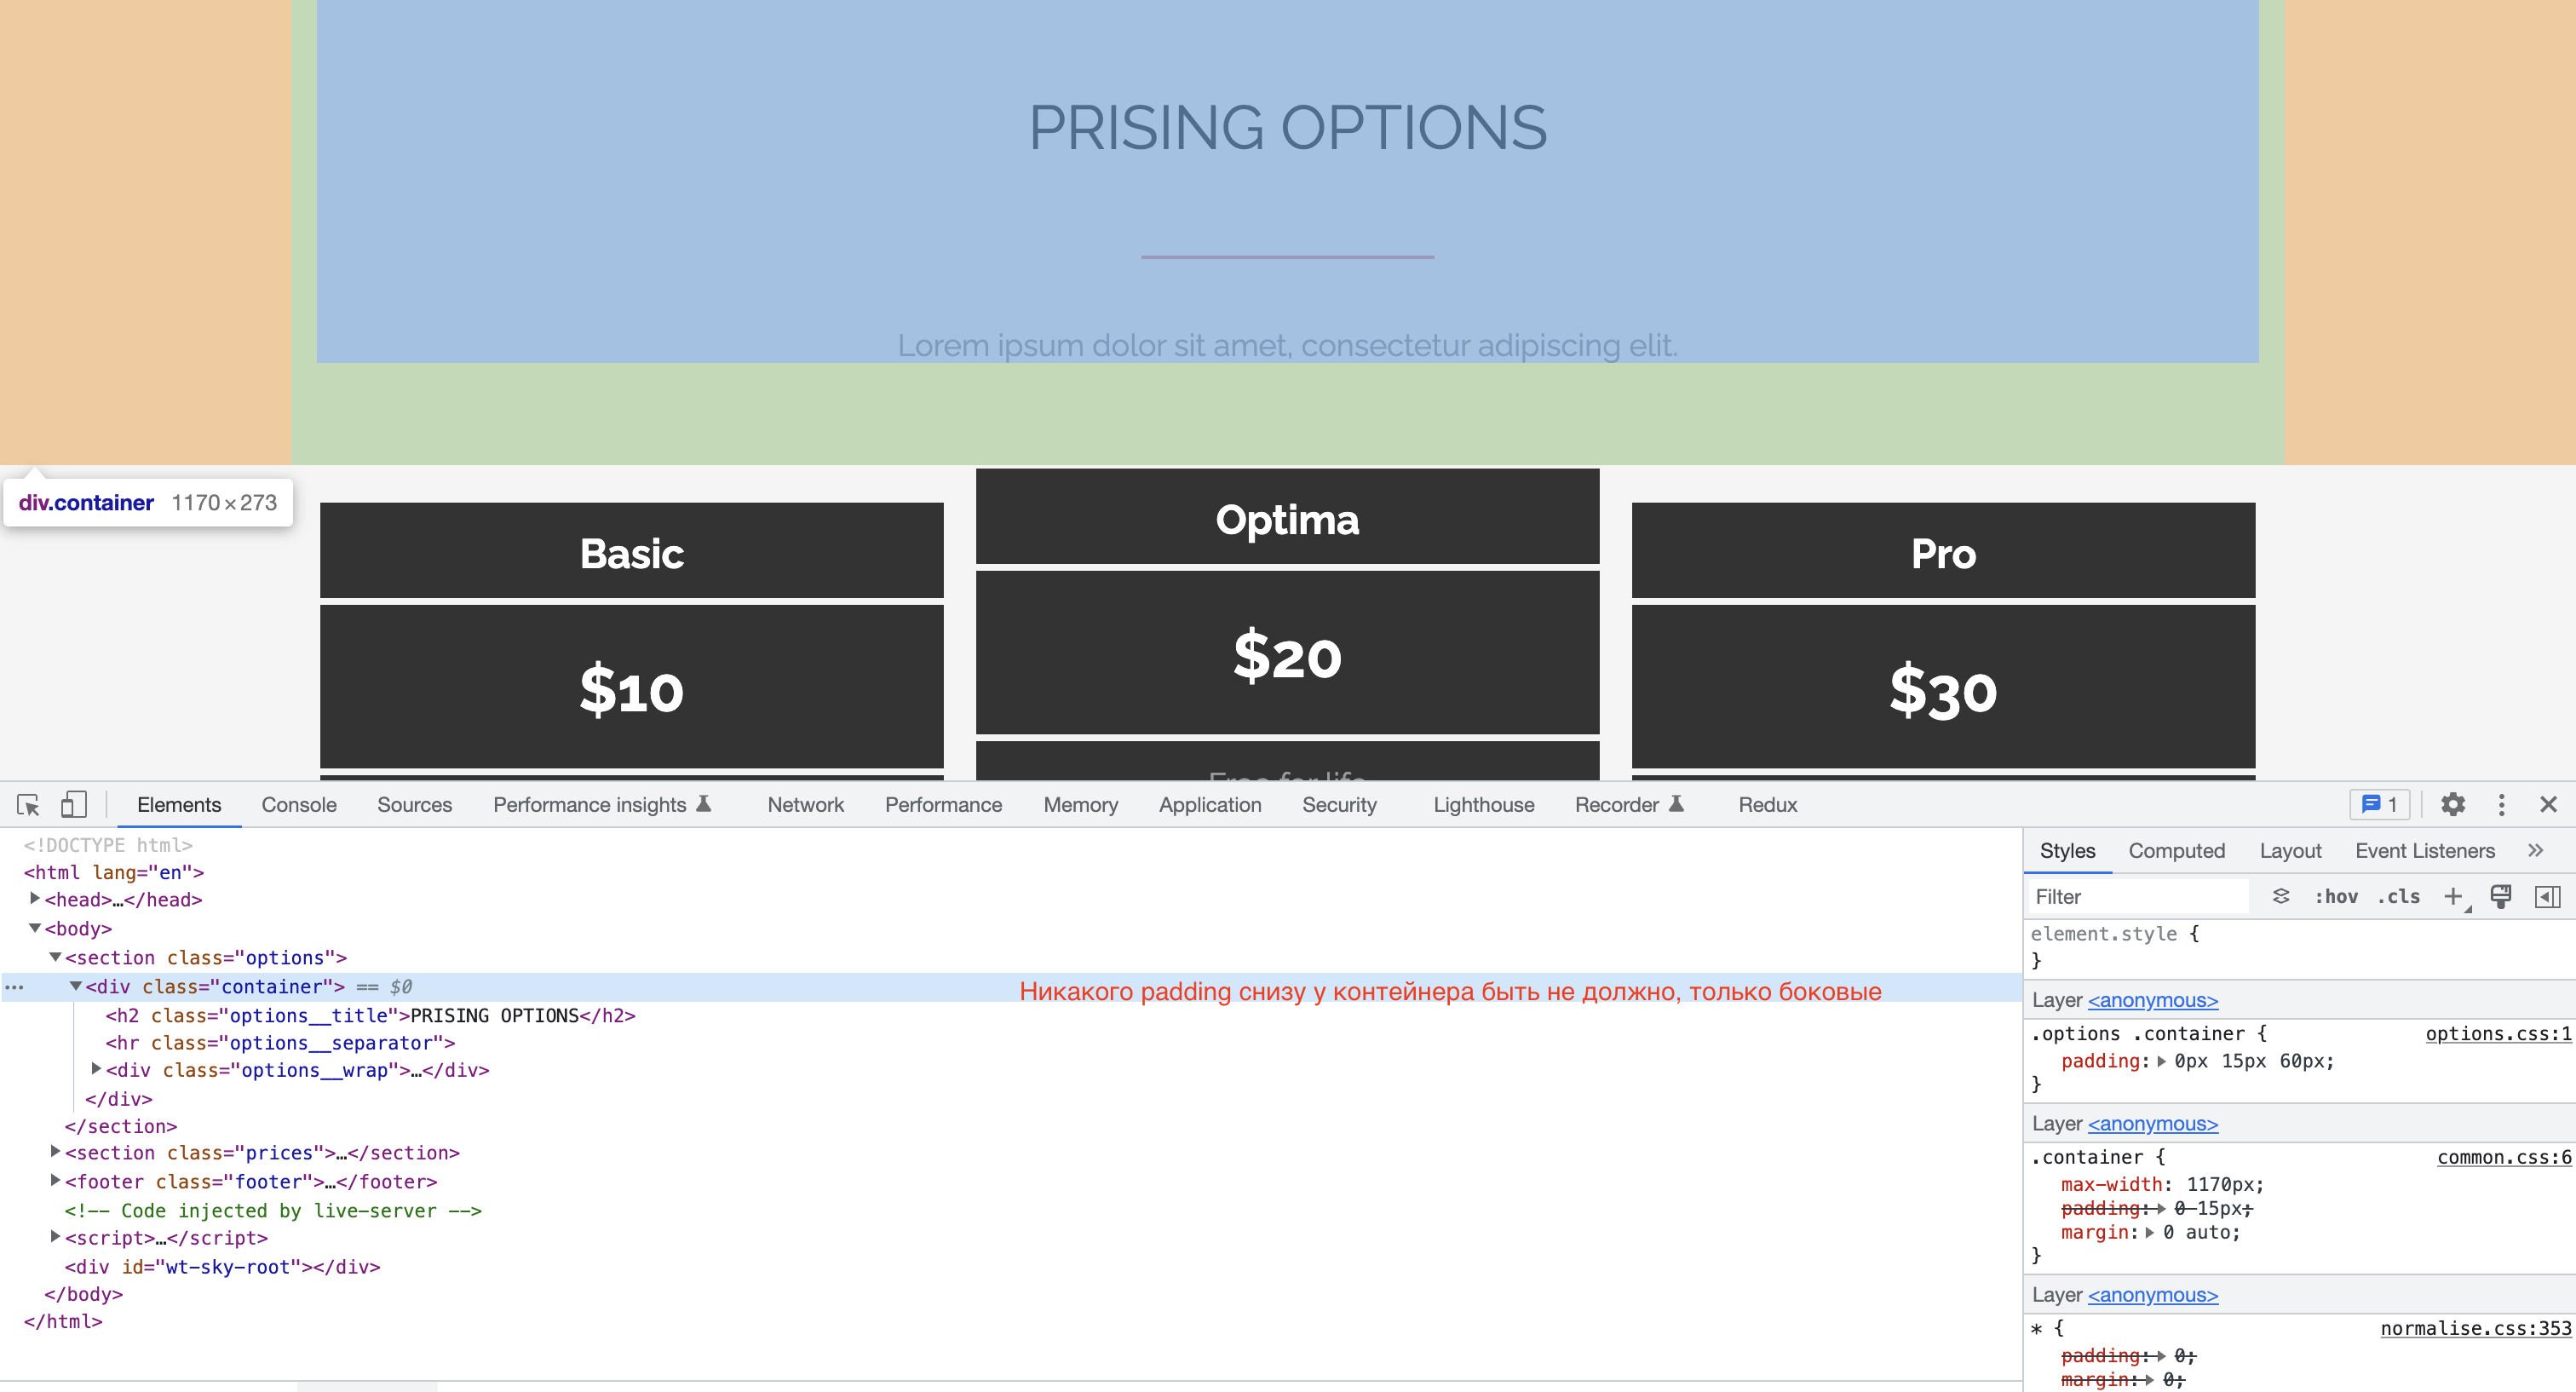 PRISING OPTIONS
Lorem ipsum dolor sit amet, consectetur adipiscing elit.
div.container 1170×273
Basic
Optima
Pro
$10
$20
$30
Free for life
Elements Console Sources Performance insights Network Performance Memory Application Security Lighthouse Recorder Redux 1
<!DOCTYPE html>
<html lang="en">
<head>…</head>
<body>
<section class="options">
<div class="container"> == $0
Никакого padding снизу у контейнера быть не должно, только боковые
<h2 class="options__title">PRISING OPTIONS</h2>
<hr class="options__separator">
<div class="options__wrap">…</div>
</div>
</section>
<section class="prices">…</section>
<footer class="footer">…</footer>
<!-- Code injected by live-server -->
<script>…</script>
<div id="wt-sky-root"></div>
</body>
</html>
Styles Computed Layout Event Listeners »
Filter :hov .cls +
element.style {
}
Layer <anonymous>
.options .container { options.css:1
padding: 0px 15px 60px;
}
Layer <anonymous>
.container { common.css:6
max-width: 1170px;
padding: 0 15px;
margin: 0 auto;
}
Layer <anonymous>
* { normalise.css:353
padding: 0;
margin: 0;